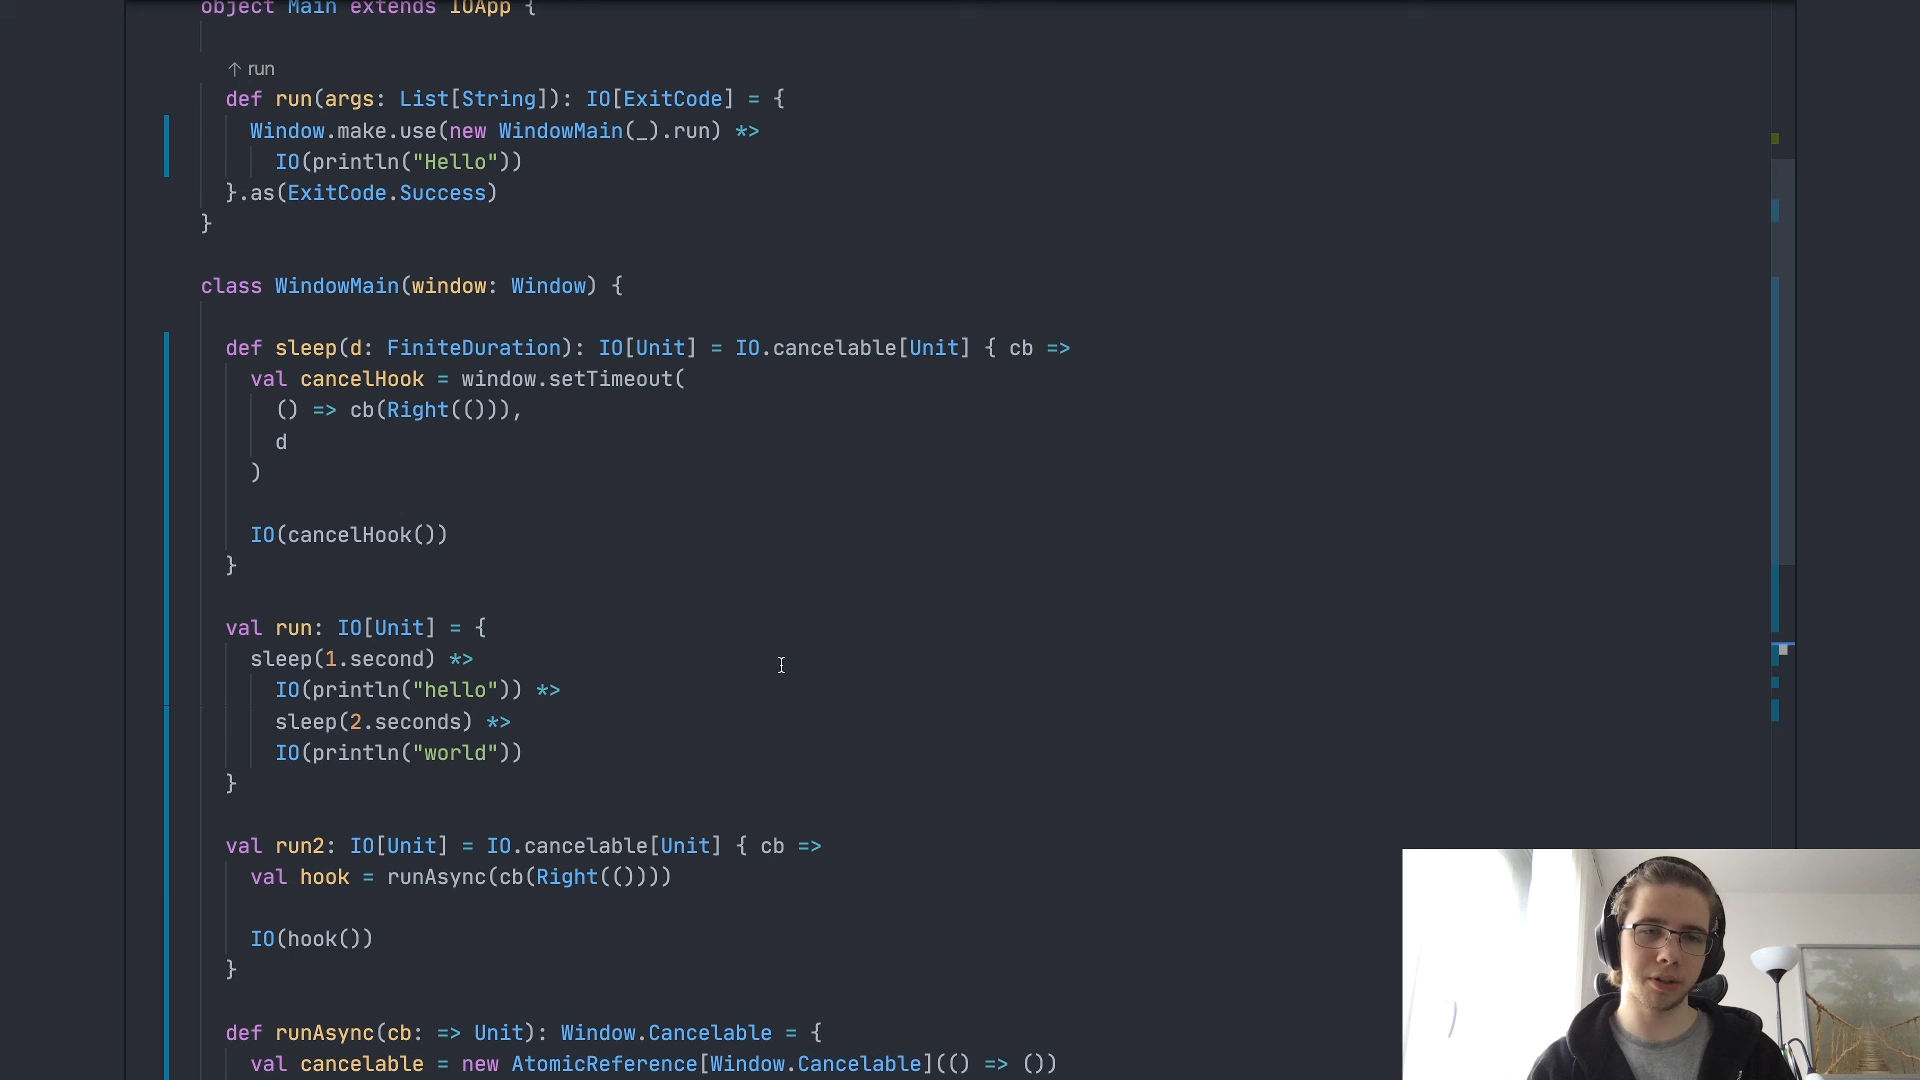 object Main extends IOApp {
↑ run
def run(args: List[String]): IO[ExitCode] = {
Window.make.use(new WindowMain(_).run) *>
IO(println("Hello"))
}.as(ExitCode.Success)
}
class WindowMain(window: Window) {
def sleep(d: FiniteDuration): IO[Unit] = IO.cancelable[Unit] { cb =>
val cancelHook = window.setTimeout(
() => cb(Right(())),
d
)
IO(cancelHook())
}
val run: IO[Unit] = {
sleep(1.second) *>
IO(println("hello")) *>
sleep(2.seconds) *>
IO(println("world"))
}
val run2: IO[Unit] = IO.cancelable[Unit] { cb =>
val hook = runAsync(cb(Right(())))
IO(hook())
}
def runAsync(cb: => Unit): Window.Cancelable = {
val cancelable = new AtomicReference[Window.Cancelable](() => ())